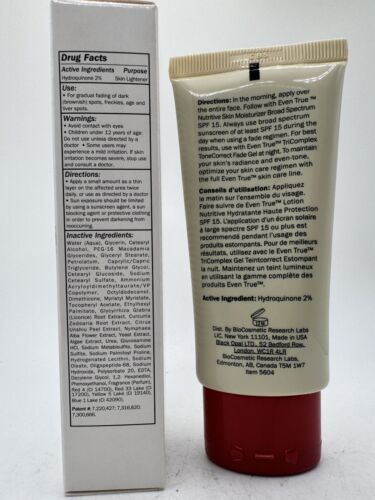 Drug Facts
Active Ingredients Purpose
Hydroquinone 2% Skin Lightener
Use:
• For gradual fading of dark
(brownish) spots, freckles, age and
liver spots.
Warnings:
• Avoid contact with eyes
• Children under 12 years of age:
Do not use unless directed by a
doctor • Some users may
experience a mild irritation. If skin
irritation becomes severe, stop use
and consult a doctor.
Directions:
• Apply a small amount as a thin
layer on the affected area twice
daily, or use as directed by a doctor
• Sun exposure should be limited
by using a sunscreen agent, a sun
blocking agent or protective clothing
in order to prevent darkening from
reoccurring.
Inactive Ingredients:
Water (Aqua), Glycerin, Cetearyl
Alcohol, PEG-16 Macadamia
Glycerides, Glyceryl Stearate,
Petrolatum, Caprylic/Capric
Triglyceride, Butylene Glycol,
Cetearyl Glucoside, Sodium
Cetearyl Sulfate, Ammonium
Acryloyldimethyltaurate/VP
Copolymer, Octyldodecanol,
Dimethicone, Myristyl Myristate,
Tocopheryl Acetate, Ethylhexyl
Palmitate, Glycyrrhiza Glabra
(Licorice) Root Extract, Curcuma
Zedoaria Root Extract, Citrus
Unshiu Peel Extract, Nymphaea
Alba Flower Extract, Yeast Extract,
Algae Extract, Urea, Glucosamine
HCl, Sodium Metabisulfite, Sodium
Sulfite, Sodium Palmitoyl Proline,
Hydrogenated Lecithin, Sodium
Oleate, Oligopeptide-68, Sodium
Hydroxide, Polysorbate 20, EDTA,
Decylene Glycol, 1,2- Hexanediol,
Phenoxyethanol, Fragrance (Parfum),
Red 4 (CI 14700), Red 33 Lake (CI
17200), Yellow 5 Lake (CI 19140),
Blue 1 Lake (CI 42090).
Patent # 7,220,427; 7,316,820;
7,300,666.
Directions: In the morning, apply over
the entire face. Follow with Even True™
Nutritive Skin Moisturizer Broad Spectrum
SPF 15. Always use broad spectrum
sunscreen of at least SPF 15 during the
day when using a fade regimen. For best
results, use with Even True™ TriComplex
ToneCorrect Fade Gel at night. To maintain
your skin's radiance and even-tone,
optimize your skin care regimen with
the full Even True™ skin care line.
Conseils d'utilisation: Appliquez
le matin sur l'ensemble du visage.
Faire suivre de Even True™ Lotion
Nutritive Hydratante Haute Protection
SPF 15. L'application d'un écran solaire
à large spectre SPF 15 ou plus est
recommandé pendant l'usage des
produits estompants. Pour de meilleurs
résultats, utilisez avec le Even True™
TriComplex Gel Teintcorrect Estompant
la nuit. Maintenez un teint lumineux
en utilisant la gamme complète des
produits Even True™.
Active Ingredient: Hydroquinone 2%
Dist. By BioCosmetic Research Labs
UC, New York 11101, Made in USA
Black Opal LTD., 52 Bedford Row,
London, WC1R 4LR
BioCosmetic Research Labs
Edmonton, AB, Canada T5M 1W7
Item 5604